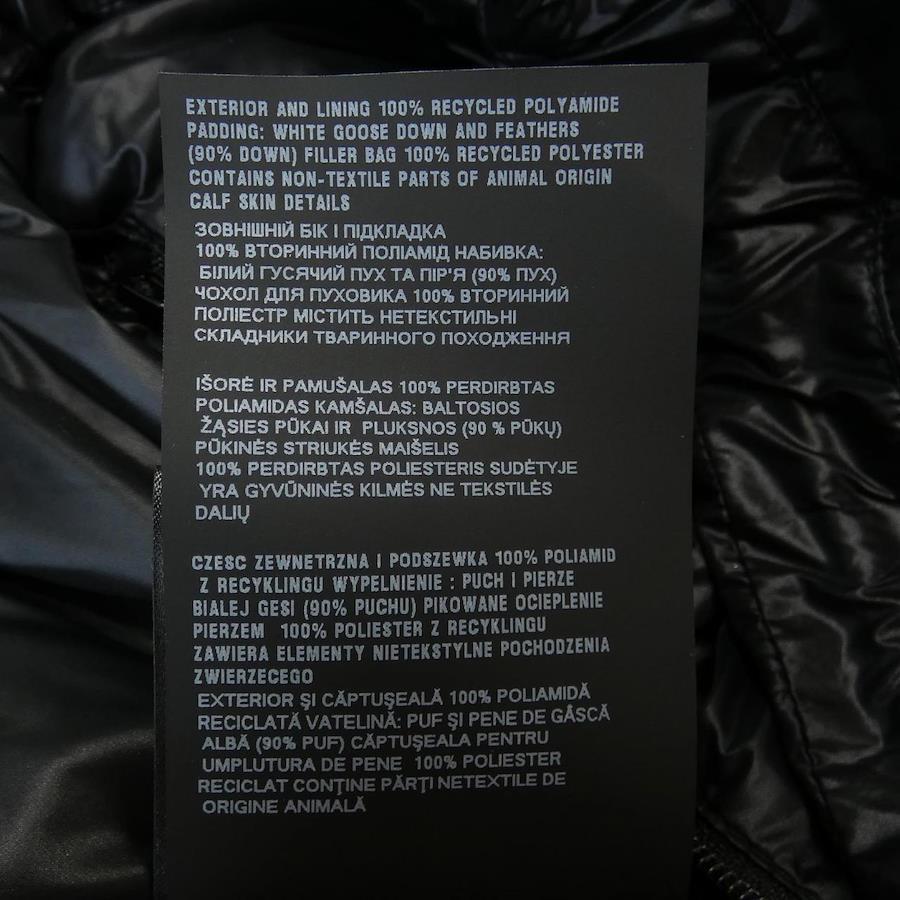 EXTERIOR AND LINING 100% RECYCLED POLYAMIDE
PADDING: WHITE GOOSE DOWN AND FEATHERS
(90% DOWN) FILLER BAG 100% RECYCLED POLYESTER
CONTAINS NON-TEXTILE PARTS OF ANIMAL ORIGIN
CALF SKIN DETAILS
ЗОВНІШНІЙ БІК І ПІДКЛАДКА
100% ВТОРИННИЙ ПОЛІАМІД НАБИВКА:
БІЛИЙ ГУСЯЧИЙ ПУХ ТА ПІР'Я (90% ПУХ)
ЧОХОЛ ДЛЯ ПУХОВИКА 100% ВТОРИННИЙ
ПОЛІЕСТР МІСТИТЬ НЕТЕКСТИЛЬНІ
СКЛАДНИКИ ТВАРИННОГО ПОХОДЖЕННЯ
IŠORĖ IR PAMUŠALAS 100% PERDIRBTAS
POLIAMIDAS KAMŠALAS: BALTOSIOS
ŽĄSIES PŪKAI IR PLUKSNOS (90 % PŪKŲ)
PŪKINĖS STRIUKĖS MAIŠELIS
100% PERDIRBTAS POLIESTERIS SUDĖTYJE
YRA GYVŪNINĖS KILMĖS NE TEKSTILĖS
DALIŲ
CZESC ZEWNETRZNA I PODSZEWKA 100% POLIAMID
Z RECYKLINGU WYPELNIENIE : PUCH I PIERZE
BIALEJ GESI (90% PUCHU) PIKOWANE OCIEPLENIE
PIERZEM 100% POLIESTER Z RECYKLINGU
ZAWIERA ELEMENTY NIETEKSTYLNE POCHODZENIA
ZWIERZECEGO
EXTERIOR ŞI CĂPTUŞEALĂ 100% POLIAMIDĂ
RECICLATĂ VATELINĂ: PUF ŞI PENE DE GÂSCĂ
ALBĂ (90% PUF) CĂPTUŞEALA PENTRU
UMPLUTURA DE PENE 100% POLIESTER
RECICLAT CONŢINE PĂRŢI NETEXTILE DE
ORIGINE ANIMALĂ